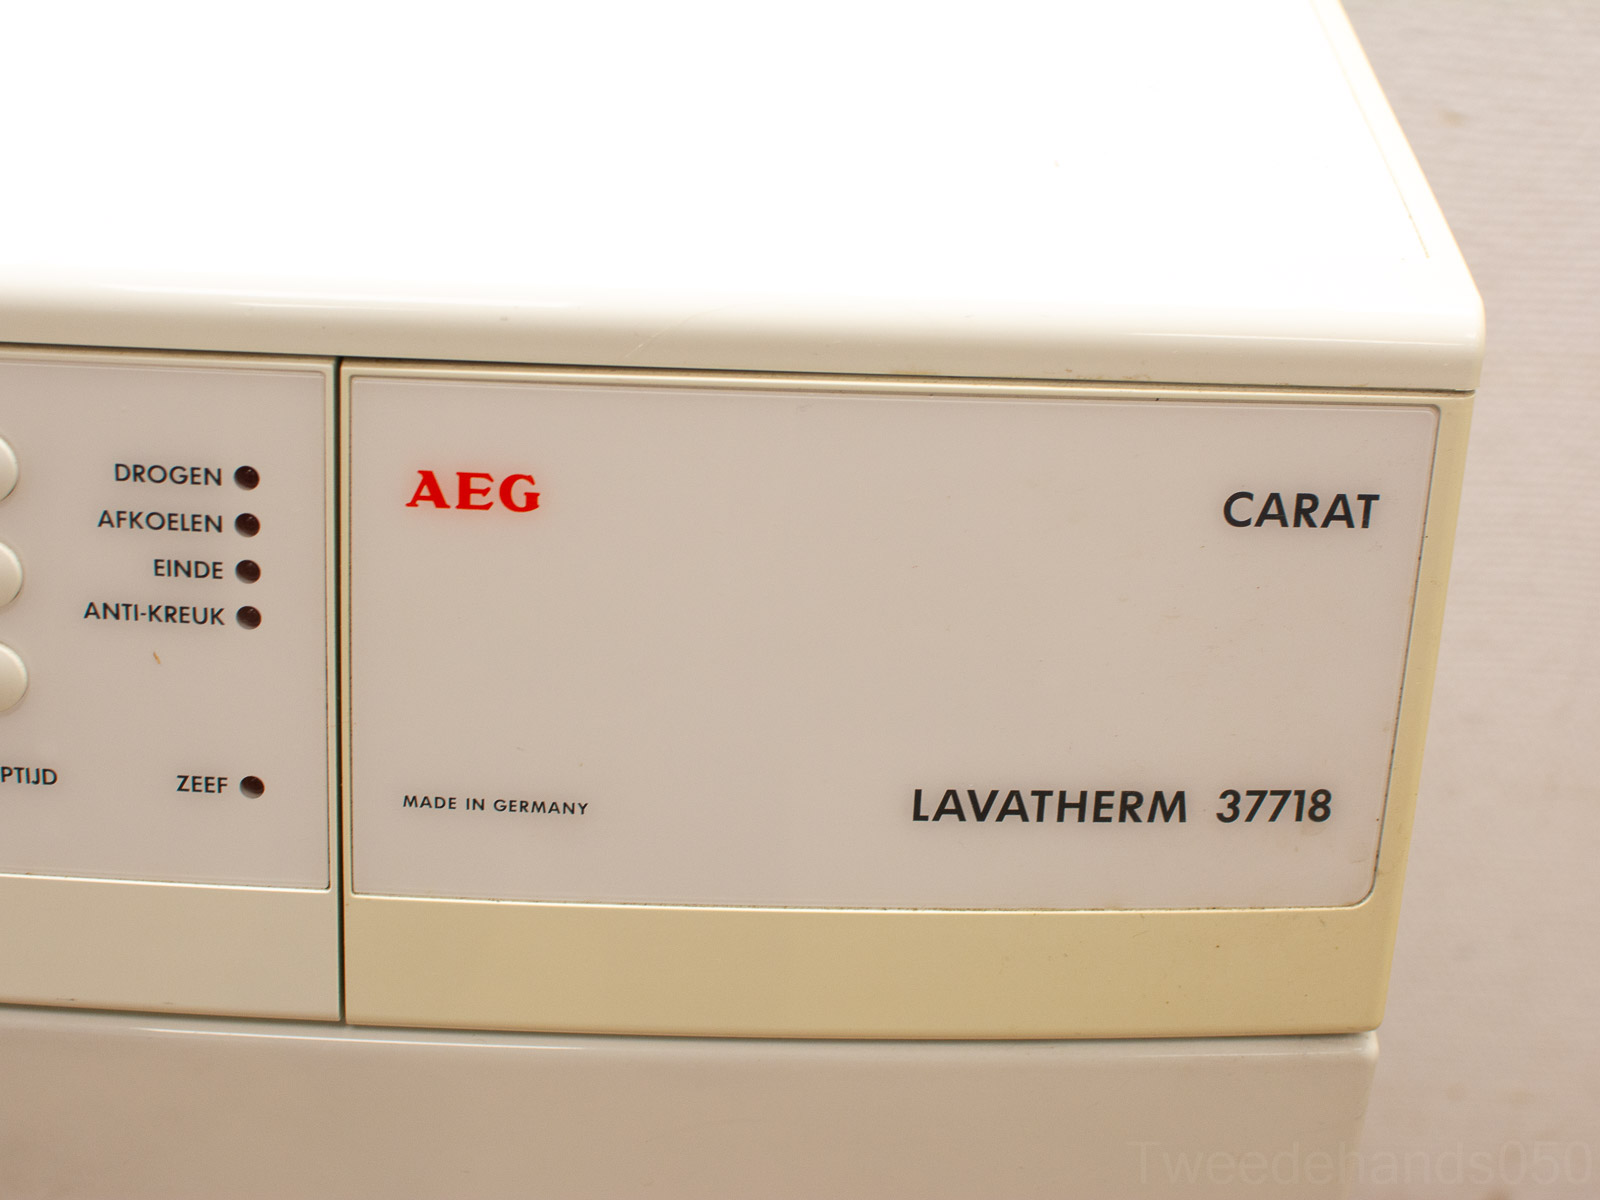 DROGEN
AFKOELEN
EINDE
ANTI-KREUK
PTIJD
ZEEF
AEG
CARAT
MADE IN GERMANY
LAVATHERM 37718
Tweedehands050